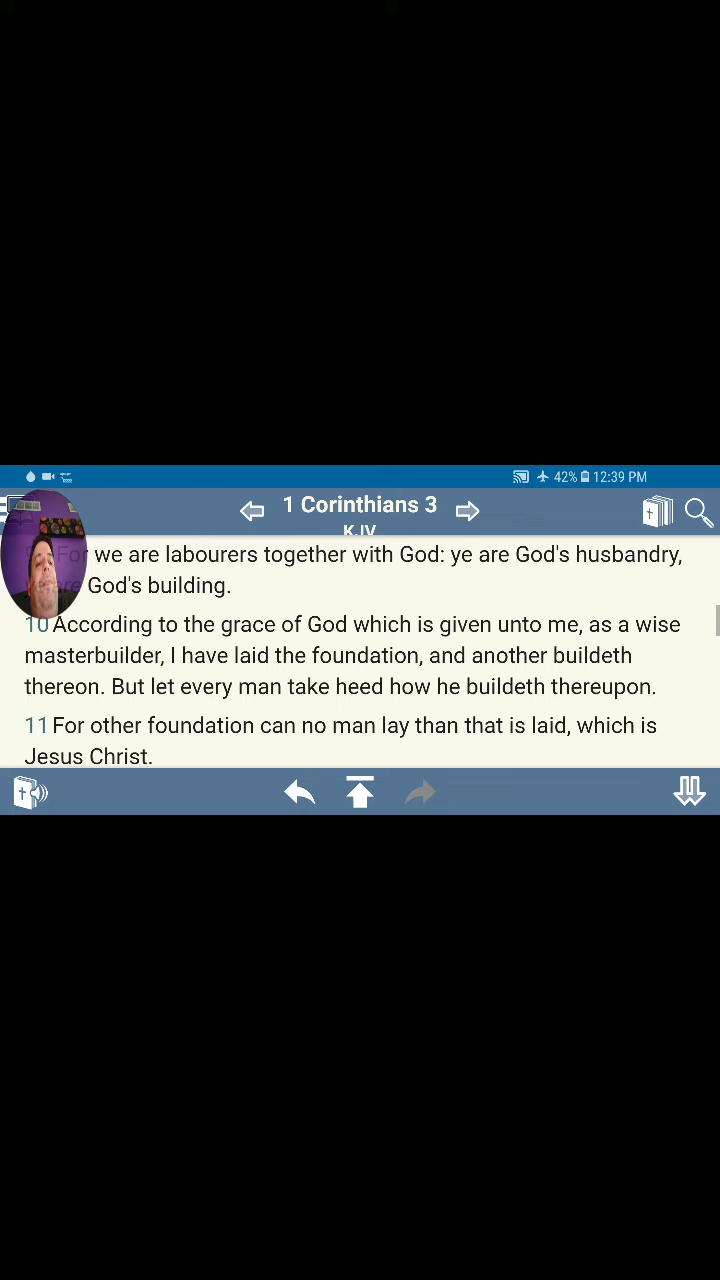 42% 12:39 PM
1 Corinthians 3
KJV
For we are labourers together with God: ye are God's husbandry,
are God's building.
10 According to the grace of God which is given unto me, as a wise
masterbuilder, I have laid the foundation, and another buildeth
thereon. But let every man take heed how he buildeth thereupon.
11 For other foundation can no man lay than that is laid, which is
Jesus Christ.